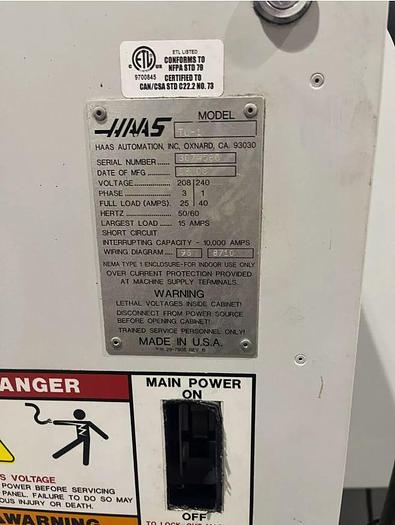 ETL LISTED
CONFORMS TO
NFPA STD 79
C US
9700845
CERTIFIED TO
CAN/CSA STD C22.2 NO. 73
MODEL
HAAS
HAAS AUTOMATION, INC, OXNARD, CA. 93030
SERIAL NUMBER
DATE OF MFG
VOLTAGE 208 240
PHASE 3 1
FULL LOAD (AMPS) 25 40
HERTZ 50/60
LARGEST LOAD 15 AMPS
SHORT CIRCUIT
INTERRUPTING CAPACITY - 10,000 AMPS
WIRING DIAGRAM
NEMA TYPE 1 ENCLOSURE-FOR INDOOR USE ONLY
OVER CURRENT PROTECTION PROVIDED
AT MACHINE SUPPLY TERMINALS.
WARNING
LETHAL VOLTAGES INSIDE CABINET!
DISCONNECT FROM POWER SOURCE
BEFORE OPENING CABINET!
TRAINED SERVICE PERSONNEL ONLY!
MADE IN U.S.A.
ANGER
MAIN POWER
ON
S VOLTAGE
POWER BEFORE SERVICING
PANEL. FAILURE TO DO SO MAY
OUS INJURY OR DEATH.
WARNING
OFF